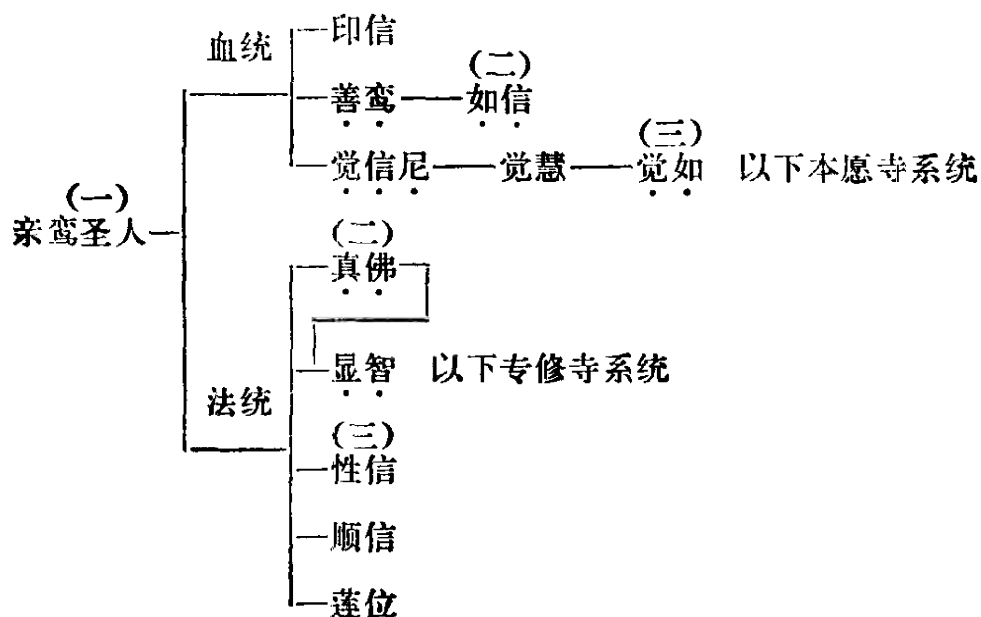 血统
印信
(二)
善鸾 如信
(三)
觉信尼 觉慧 觉如 以下本愿寺系统
(一)
亲鸾圣人
(二)
真佛
显智 以下专修寺系统
法统
(三)
性信
顺信
莲位